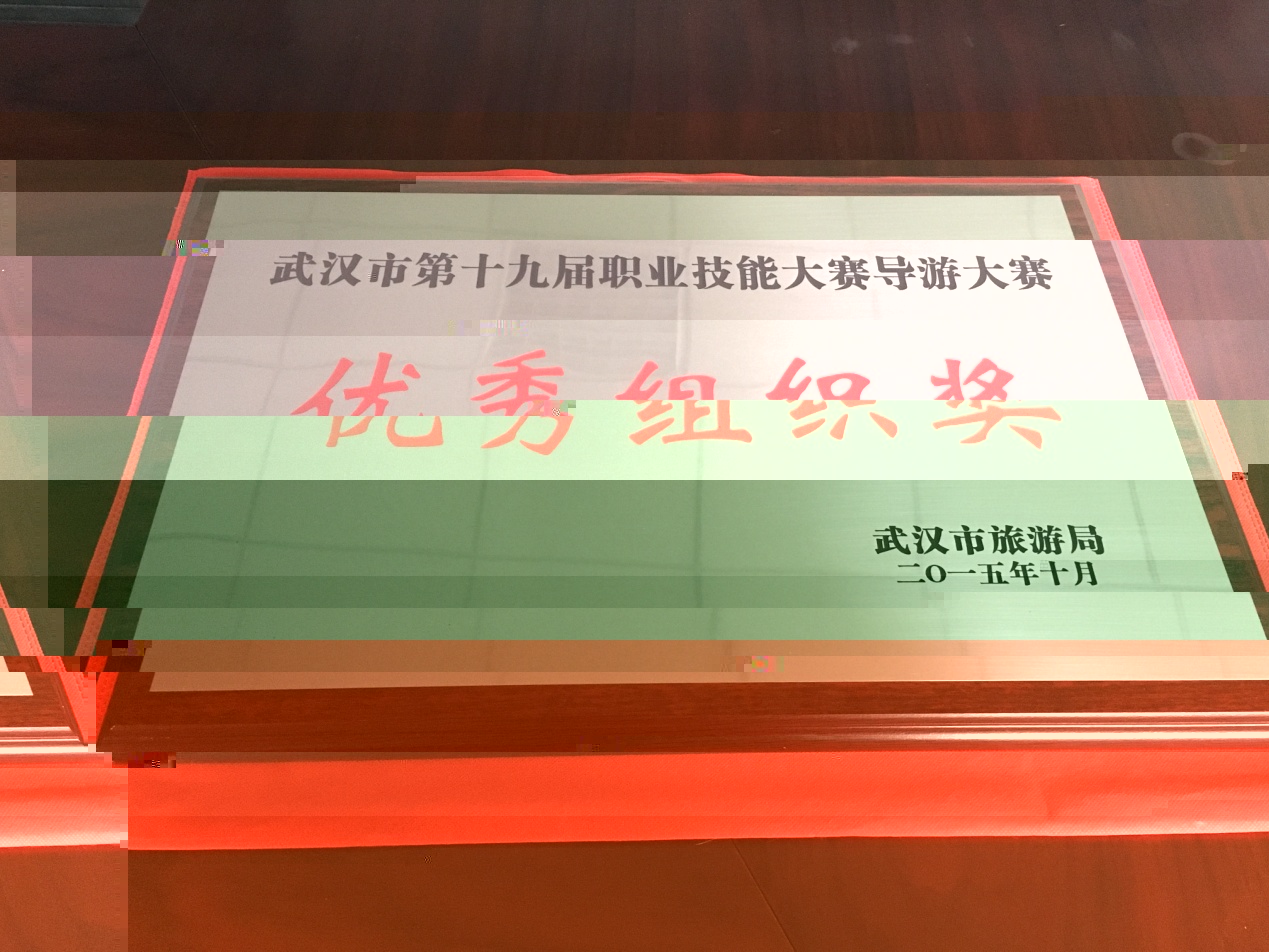 武汉市第十九届职业技能大赛导游大赛
优秀组织奖
武汉市旅游局
二〇一五年十月